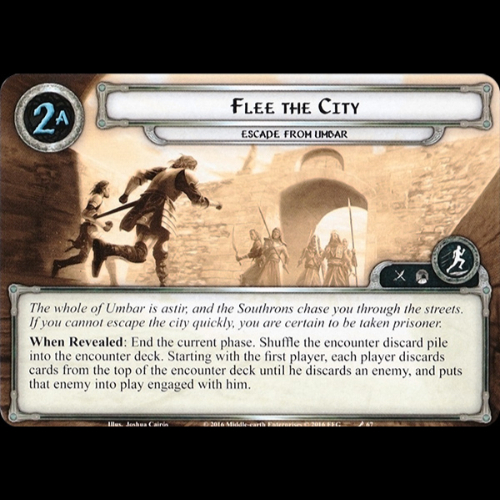 2A
FLEE THE CITY
ESCAPE FROM UMBAR
The whole of Umbar is astir, and the Southrons chase you through the streets.
If you cannot escape the city quickly, you are certain to be taken prisoner.
When Revealed: End the current phase. Shuffle the encounter discard pile
into the encounter deck. Starting with the first player, each player discards
cards from the top of the encounter deck until he discards an enemy, and puts
that enemy into play engaged with him.
Illus. Joshua Cairós © 2016 Middle-earth Enterprises © 2016 FFG 67